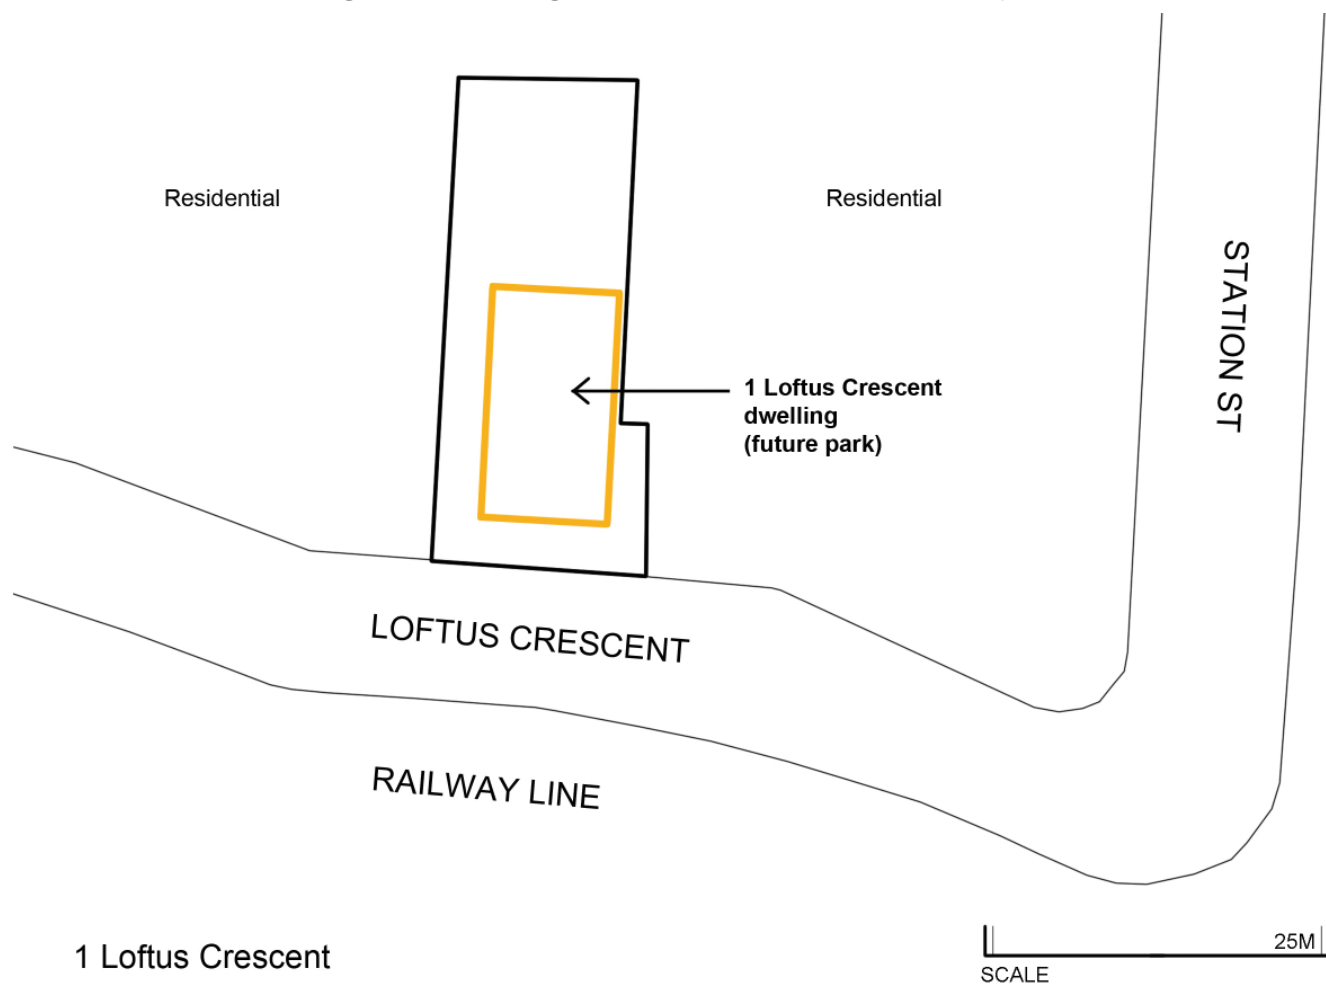 Residential
Residential
STATION ST
1 Loftus Crescent
dwelling
(future park)
LOFTUS CRESCENT
RAILWAY LINE
1 Loftus Crescent
25M
SCALE